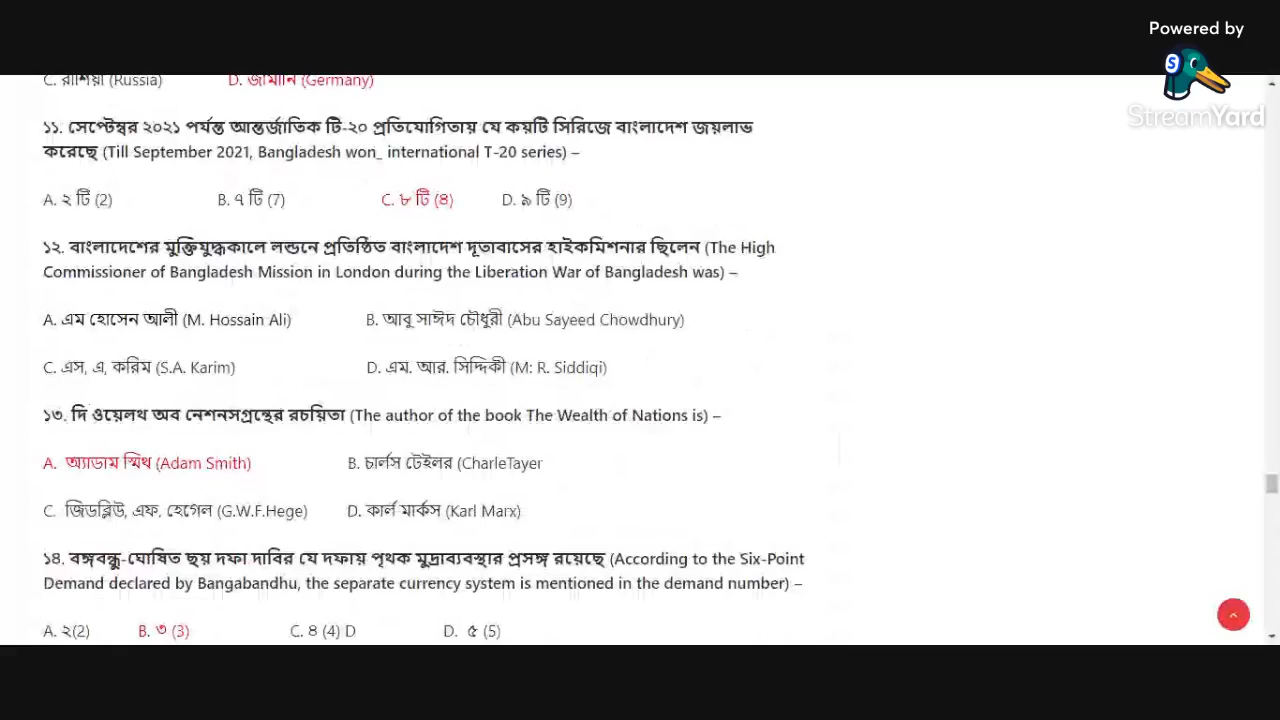 Powered by
StreamYard
C. রাশিয়া (Russia) D. জার্মানি (Germany)
১১. সেপ্টেম্বর ২০২১ পর্যন্ত আন্তর্জাতিক টি-২০ প্রতিযোগিতায় যে কয়টি সিরিজে বাংলাদেশ জয়লাভ
করেছে (Till September 2021, Bangladesh won_ international T-20 series) –
A. ২ টি (2) B. ৭ টি (7) C. ৮ টি (৪) D. ৯ টি (9)
১২. বাংলাদেশের মুক্তিযুদ্ধকালে লন্ডনে প্রতিষ্ঠিত বাংলাদেশ দূতাবাসের হাইকমিশনার ছিলেন (The High
Commissioner of Bangladesh Mission in London during the Liberation War of Bangladesh was) –
A. এম হোসেন আলী (M. Hossain Ali) B. আবু সাঈদ চৌধুরী (Abu Sayeed Chowdhury)
C. এস, এ, করিম (S.A. Karim) D. এম. আর. সিদ্দিকী (M: R. Siddiqi)
১৩. দি ওয়েলথ অব নেশনসগ্রন্থের রচয়িতা (The author of the book The Wealth of Nations is) –
A. অ্যাডাম স্মিথ (Adam Smith) B. চার্লস টেইলর (CharleTayer
C. জিডব্লিউ, এফ, হেগেল (G.W.F.Hege) D. কার্ল মার্কস (Karl Marx)
১৪. বঙ্গবন্ধু-ঘোষিত ছয় দফা দাবির যে দফায় পৃথক মুদ্রাব্যবস্থার প্রসঙ্গ রয়েছে (According to the Six-Point
Demand declared by Bangabandhu, the separate currency system is mentioned in the demand number) –
A. ২(2) B. ৩ (3) C. ৪ (4) D D. ৫ (5)